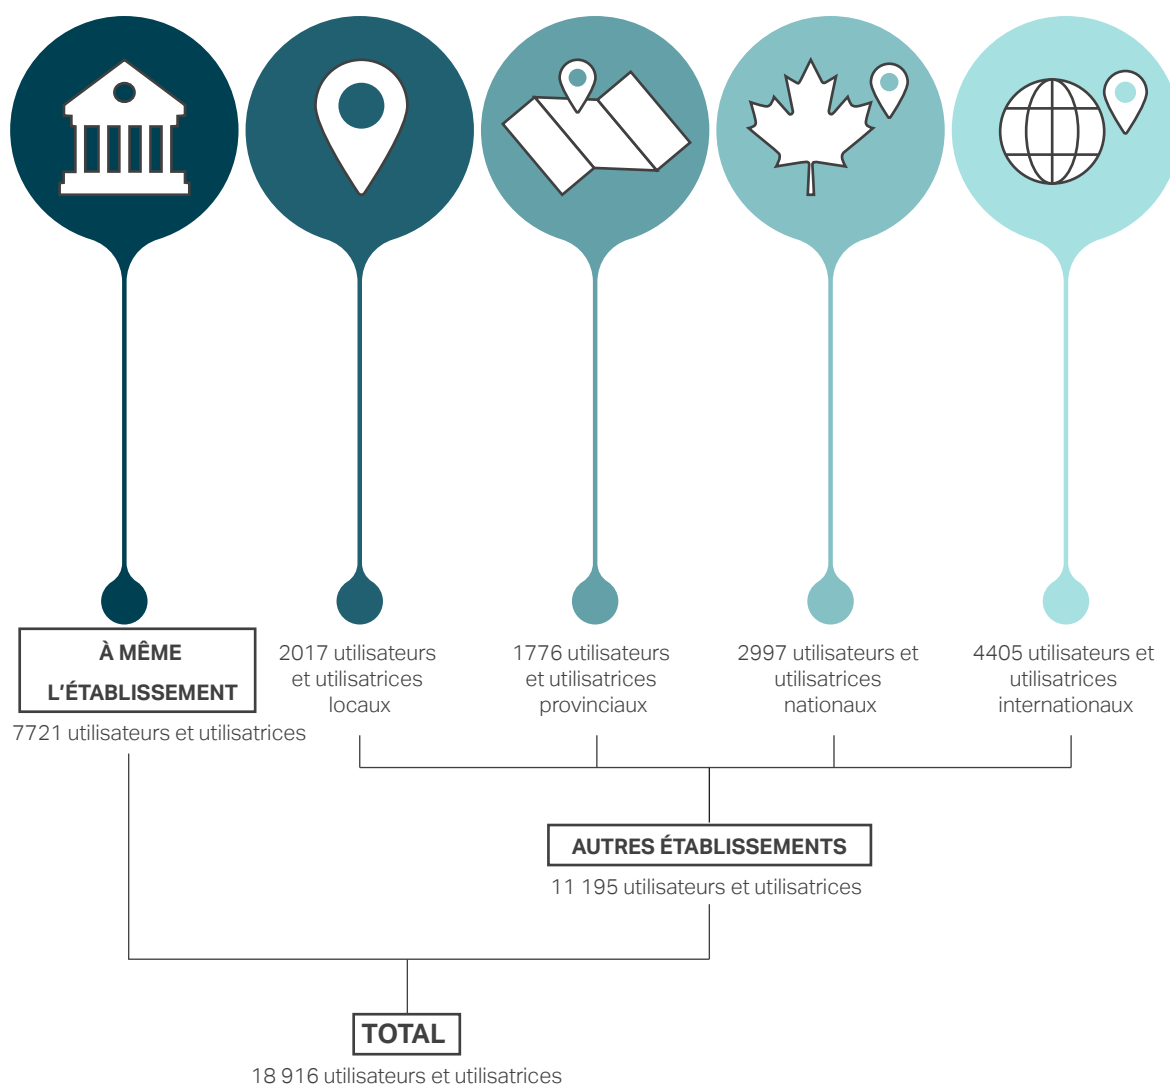 À MÊME
L'ÉTABLISSEMENT
7721 utilisateurs et utilisatrices
2017 utilisateurs
et utilisatrices
locaux
1776 utilisateurs
et utilisatrices
provinciaux
2997 utilisateurs et
utilisatrices
nationaux
4405 utilisateurs et
utilisatrices
internationaux
AUTRES ÉTABLISSEMENTS
11 195 utilisateurs et utilisatrices
TOTAL
18 916 utilisateurs et utilisatrices